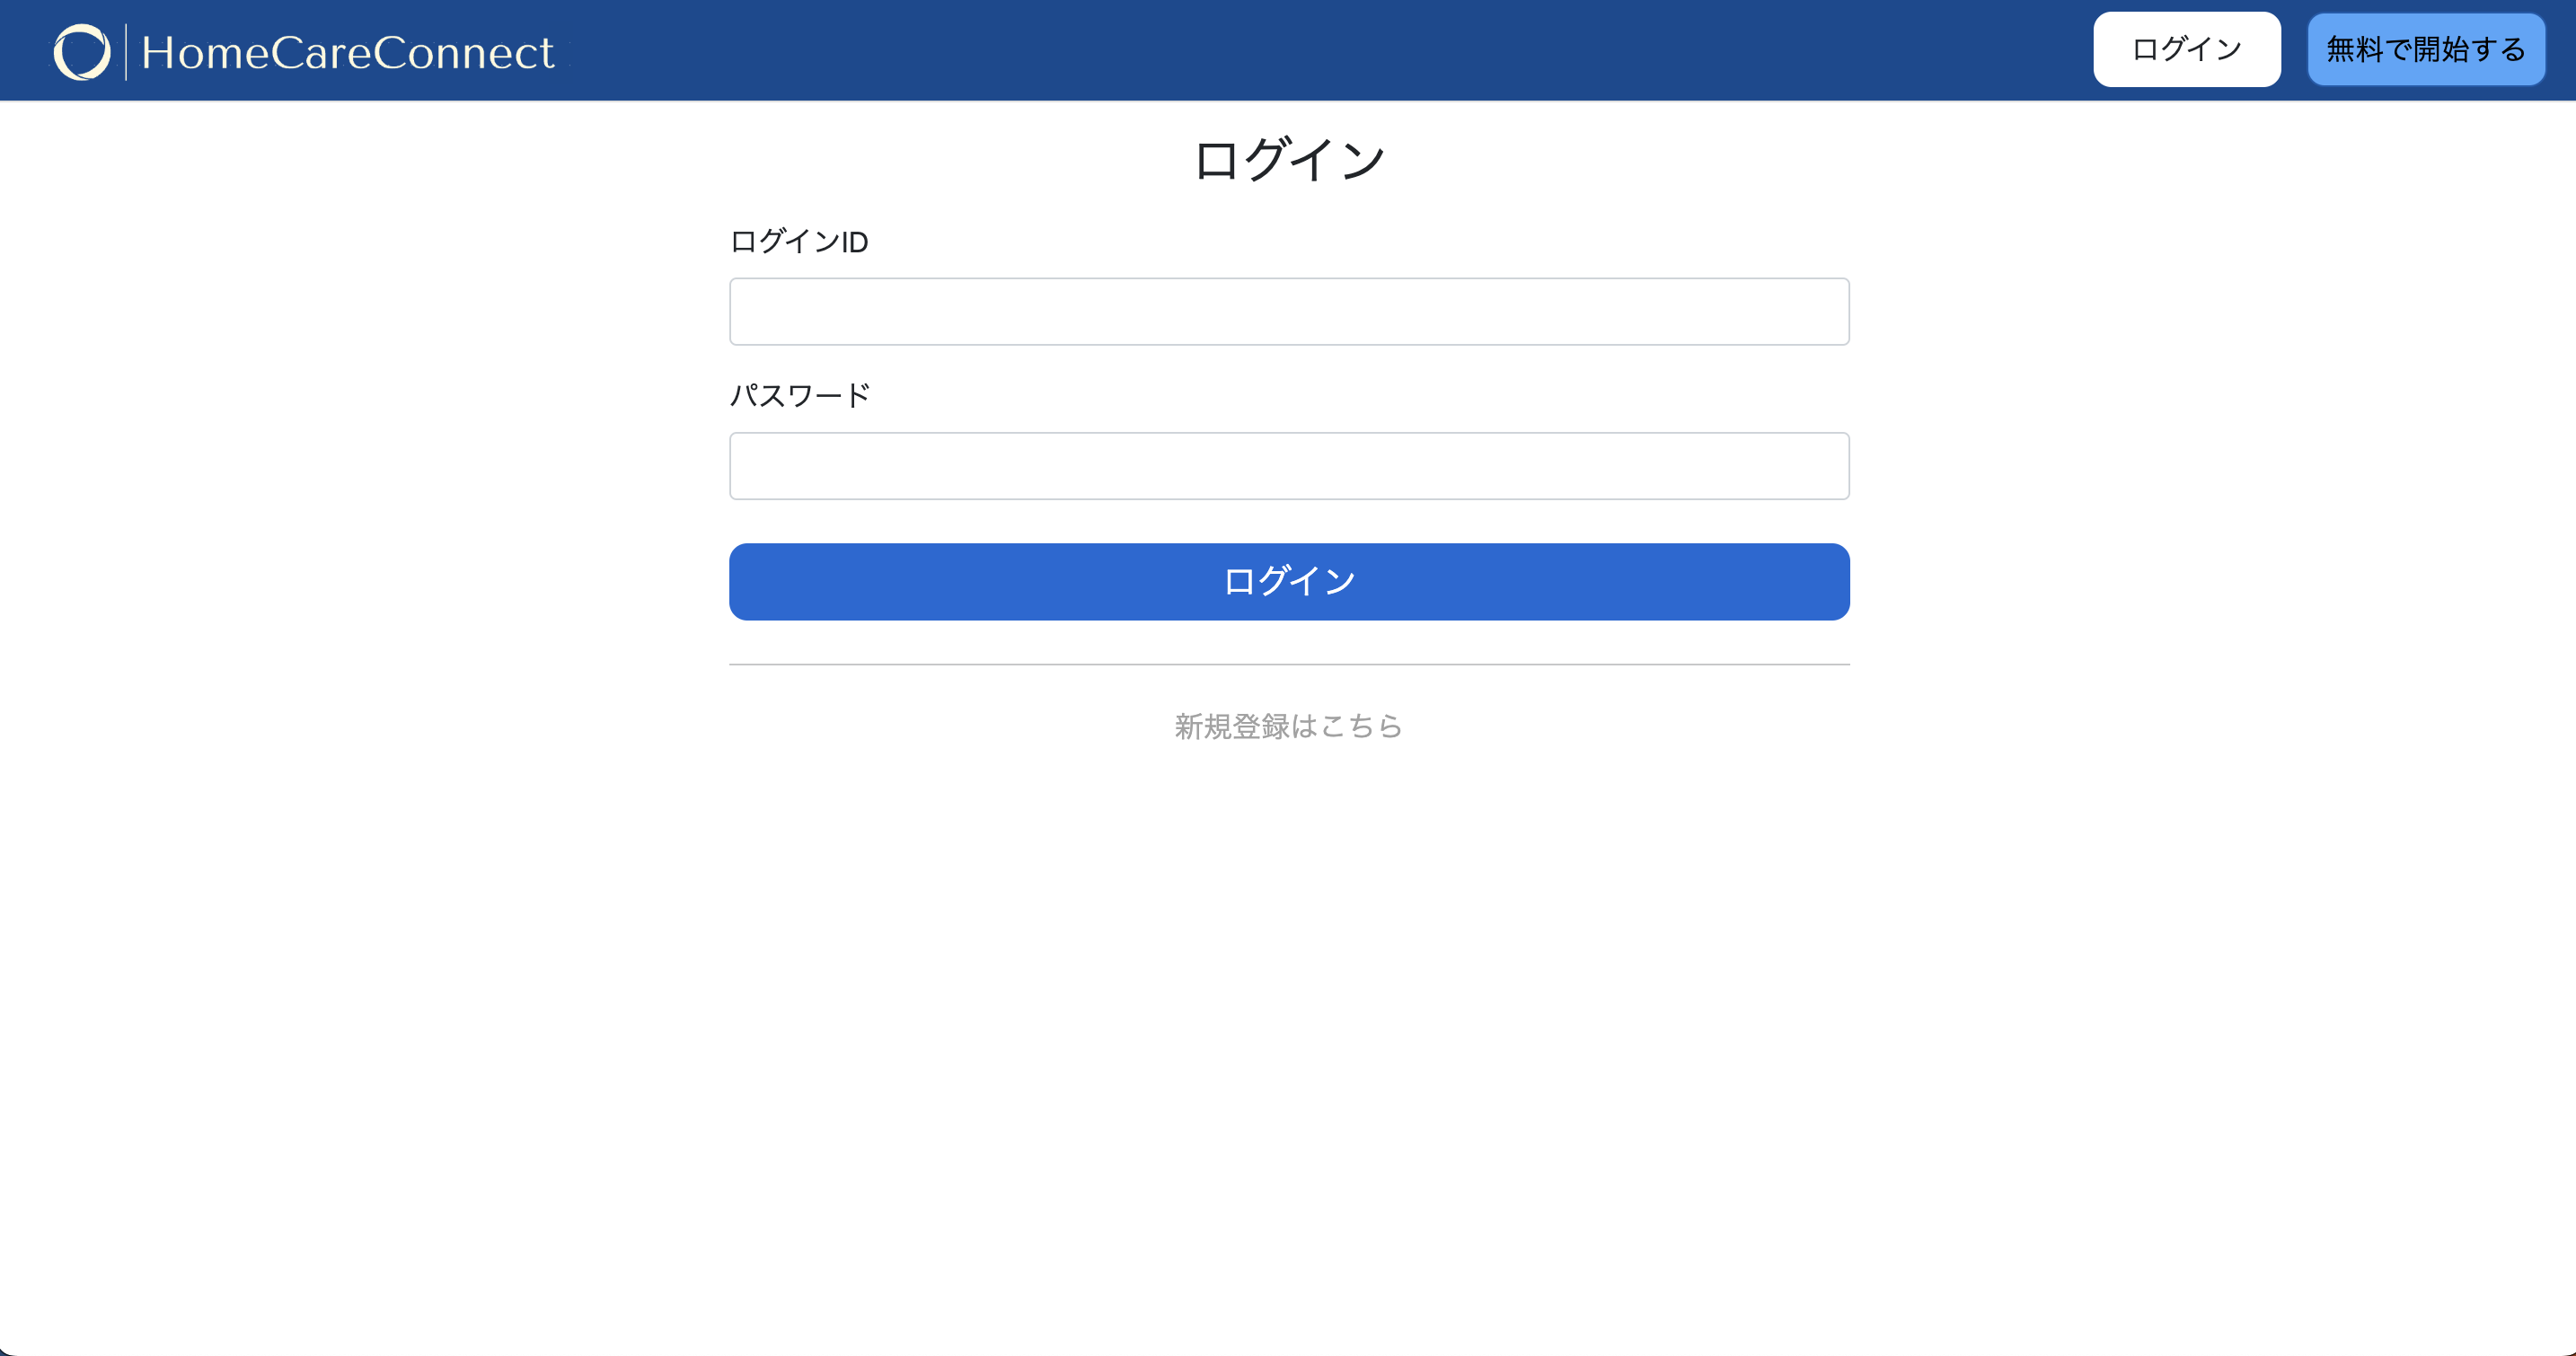 HomeCareConnect
ログイン
無料で開始する
ログイン
ログインID
パスワード
ログイン
新規登録はこちら